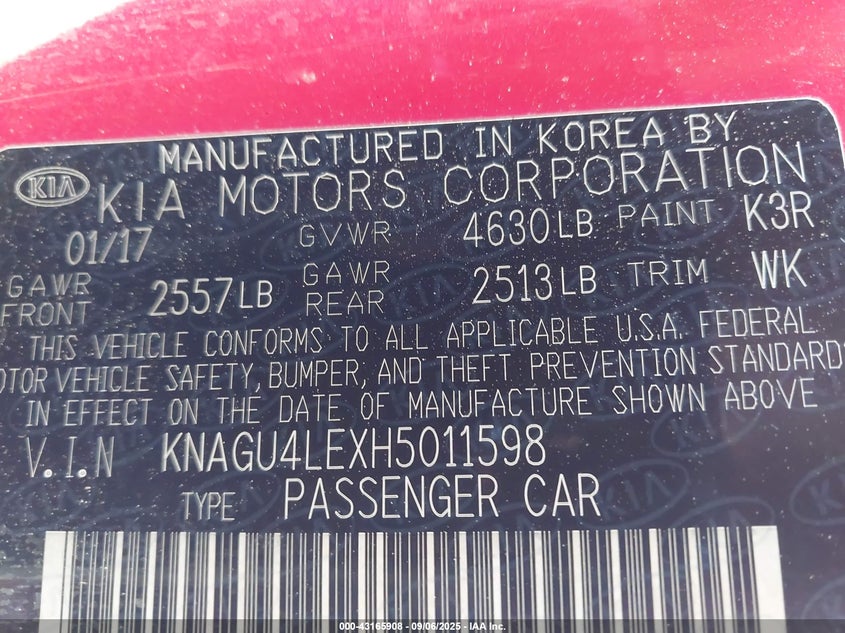 MANUFACTURED IN KOREA BY
KIA KIA MOTORS CORPORATION
01/17 GVWR 4630LB PAINT K3R
GAWR FRONT 2557LB GAWR REAR 2513LB TRIM WK
THIS VEHICLE CONFORMS TO ALL APPLICABLE U.S.A. FEDERAL
OTOR VEHICLE SAFETY, BUMPER, AND THEFT PREVENTION STANDARD
IN EFFECT ON THE DATE OF MANUFACTURE SHOWN ABOVE
V.I.N KNAGU4LEXH5011598
TYPE PASSENGER CAR
000-43165908 - 09/06/2025 - IAA Inc.